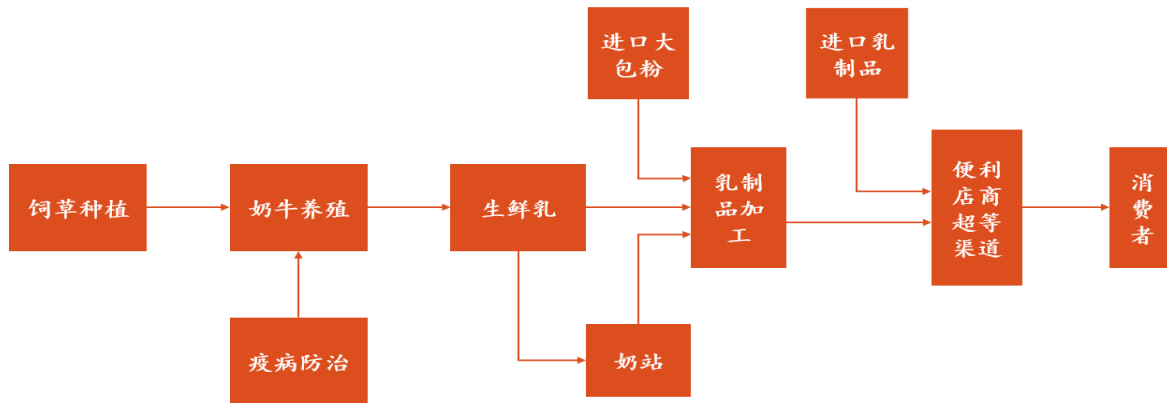 进口大
包粉
进口乳
制品
饲草种植
奶牛养殖
生鲜乳
乳制
品加
工
便利
店商
超等
渠道
消
费
者
疫病防治
奶站